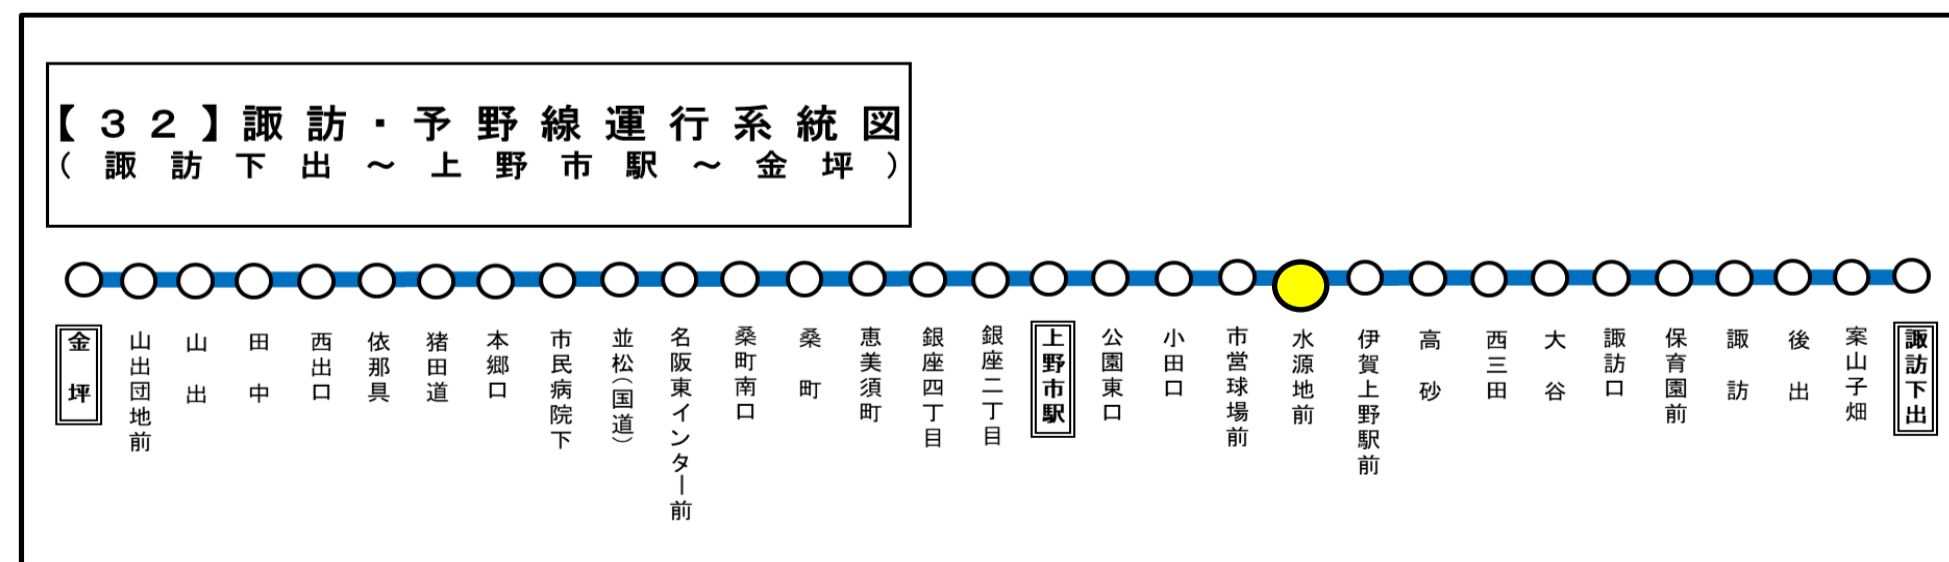 【32】諏訪・予野線運行系統図
(諏訪下出～上野市駅～金坪)
金坪
山出団地前
山出
田中
西出口
依那具
猪田道
本郷口
市民病院下
並松(国道)
名阪東インター前
桑町南口
桑町
恵美須町
銀座四丁目
銀座二丁目
上野市駅
公園東口
小田口
市営球場前
水源地前
伊賀上野駅前
高砂
西三田
大谷
諏訪口
保育園前
諏訪
後出
案山子畑
諏訪下出